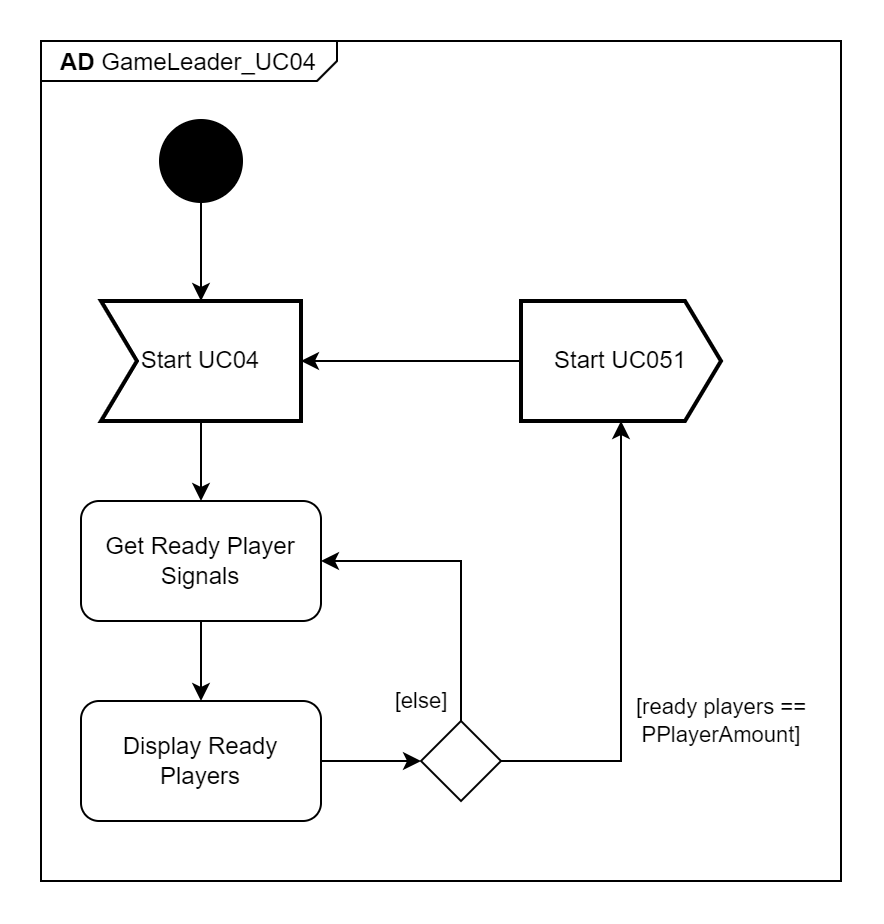 AD GameLeader_UC04
Start UC04
Start UC051
Get Ready Player
Signals
[else]
[ready players ==
PPlayerAmount]
Display Ready
Players